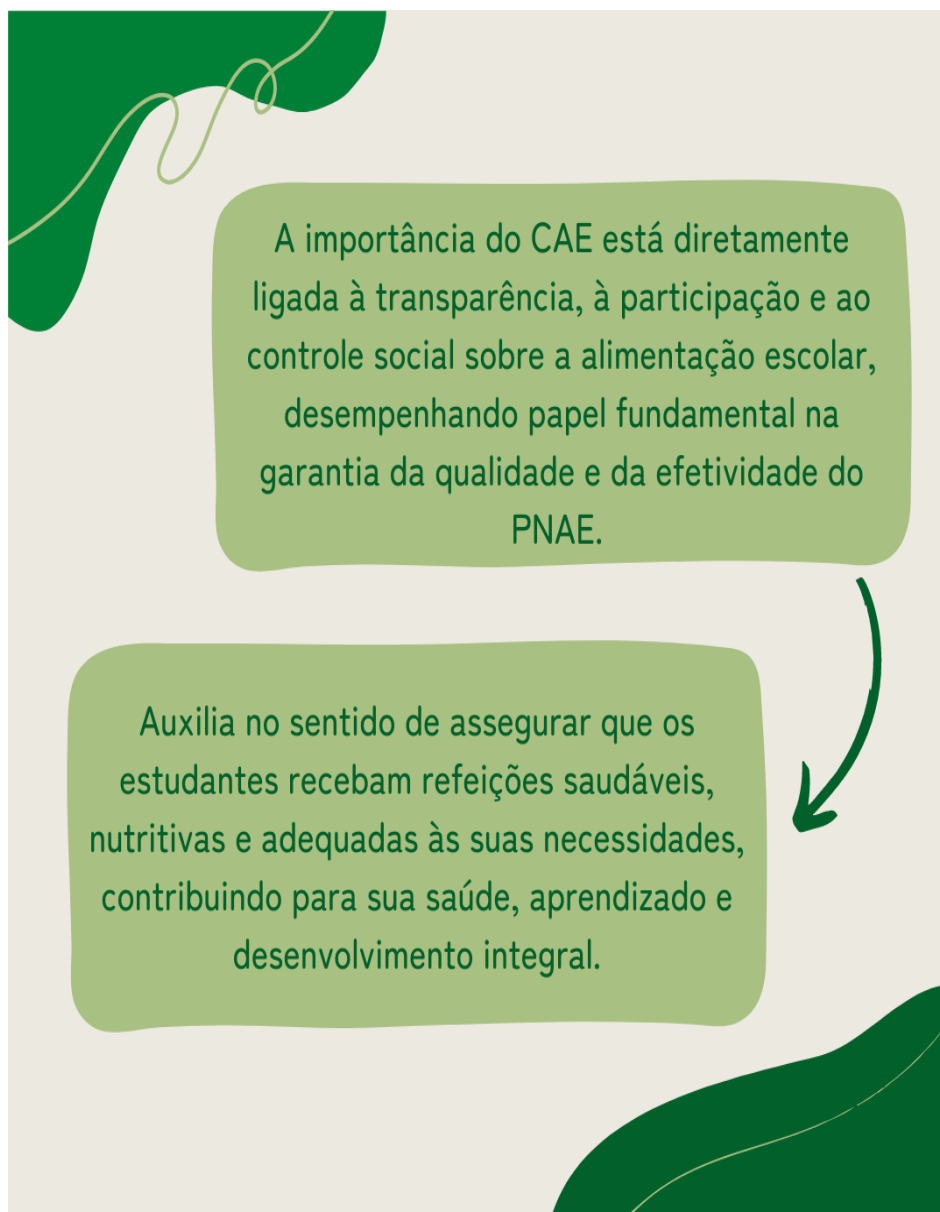 A importância do CAE está diretamente
ligada à transparência, à participação e ao
controle social sobre a alimentação escolar,
desempenhando papel fundamental na
garantia da qualidade e da efetividade do
PNAE.
Auxilia no sentido de assegurar que os
estudantes recebam refeições saudáveis,
nutritivas e adequadas às suas necessidades,
contribuindo para sua saúde, aprendizado e
desenvolvimento integral.